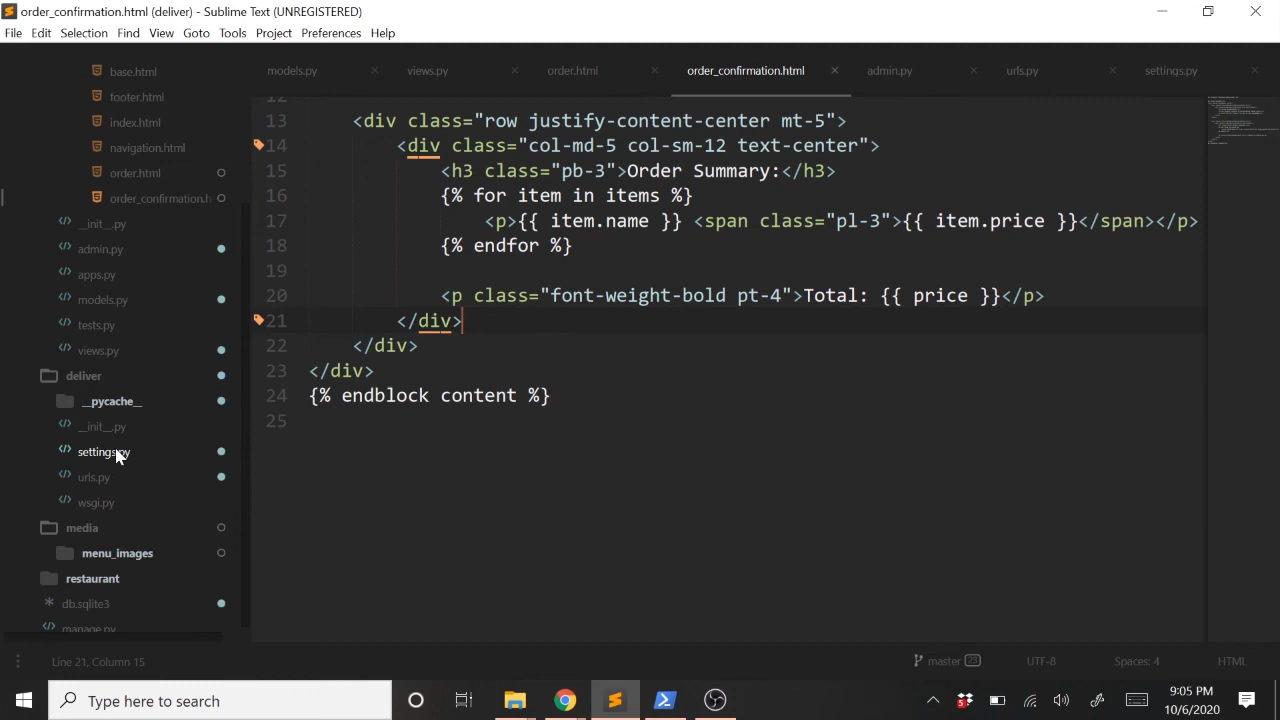 order_confirmation.html (deliver) - Sublime Text (UNREGISTERED)
File Edit Selection Find View Goto Tools Project Preferences Help
models.py views.py order.html order_confirmation.html admin.py urls.py settings.py
base.html
footer.html
index.html
navigation.html
order.html
order_confirmation.h
__init__.py
admin.py
apps.py
models.py
tests.py
views.py
deliver
__pycache__
__init__.py
settings.py
urls.py
wsgi.py
media
menu_images
restaurant
db.sqlite3
manage.py
12
13 <div class="row justify-content-center mt-5">
14 <div class="col-md-5 col-sm-12 text-center">
15 <h3 class="pb-3">Order Summary:</h3>
16 {% for item in items %}
17 <p>{{ item.name }} <span class="pl-3">{{ item.price }}</span></p>
18 {% endfor %}
19
20 <p class="font-weight-bold pt-4">Total: {{ price }}</p>
21 </div>
22 </div>
23 </div>
24 {% endblock content %}
25
Line 21, Column 15 master 23 UTF-8 Spaces: 4 HTML
Type here to search
9:05 PM
10/6/2020